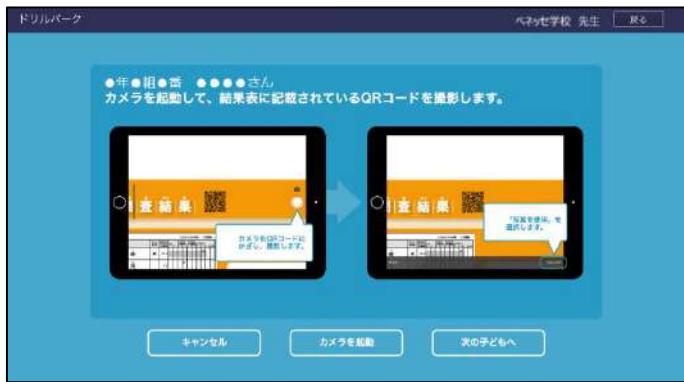 ドリルパーク
ベネッセ学校 先生
戻る
●年●組●番 ●●●●さん
カメラを起動して、結果表に記載されているQRコードを撮影します。
査結果
カメラをQRコードに
かざし、撮影します。
査結果
「写真を使用」を
選択します。
キャンセル
カメラを起動
次の子どもへ